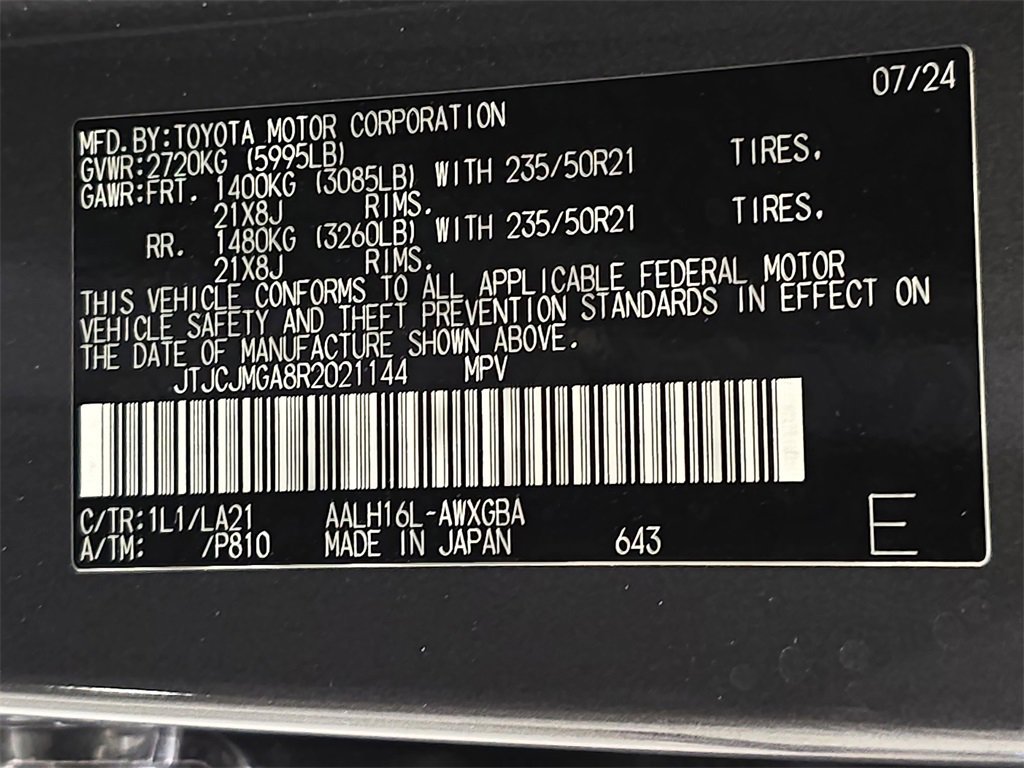 07/24
MFD.BY:TOYOTA MOTOR CORPORATION
GVWR:2720KG (5995LB)
GAWR:FRT. 1400KG (3085LB) WITH 235/50R21 TIRES.
21X8J RIMS.
RR. 1480KG (3260LB) WITH 235/50R21 TIRES.
21X8J RIMS.
THIS VEHICLE CONFORMS TO ALL APPLICABLE FEDERAL MOTOR
VEHICLE SAFETY AND THEFT PREVENTION STANDARDS IN EFFECT ON
THE DATE OF MANUFACTURE SHOWN ABOVE.
JTJCJMGA8R2021144 MPV
C/TR:1L1/LA21 AALH16L-AWXGBA
A/TM: /P810 MADE IN JAPAN 643 E